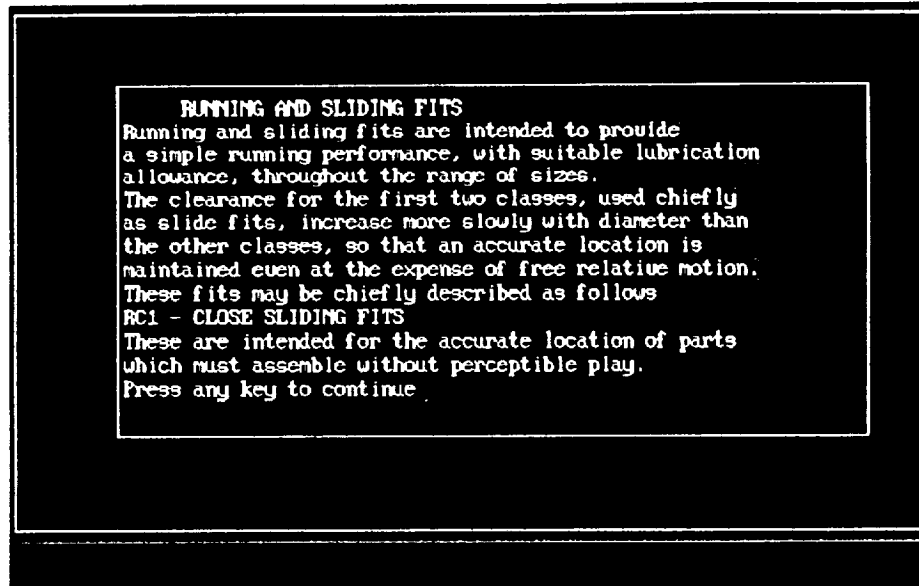 RUNNING AND SLIDING FITS
Running and sliding fits are intended to provide
a simple running performance, with suitable lubrication
allowance, throughout the range of sizes.
The clearance for the first two classes, used chiefly
as slide fits, increase more slowly with diameter than
the other classes, so that an accurate location is
maintained even at the expense of free relative motion.
These fits may be chiefly described as follows
RC1 - CLOSE SLIDING FITS
These are intended for the accurate location of parts
which must assemble without perceptible play.
Press any key to continue